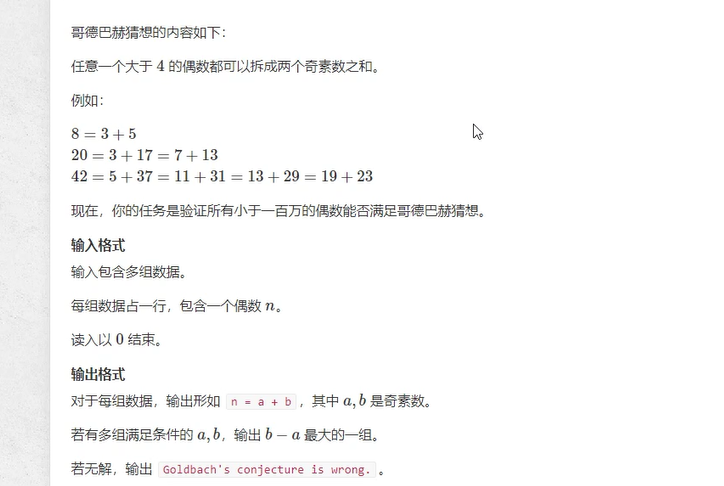 哥德巴赫猜想的内容如下：
任意一个大于 4 的偶数都可以拆成两个奇素数之和。
例如：
8 = 3 + 5
20 = 3 + 17 = 7 + 13
42 = 5 + 37 = 11 + 31 = 13 + 29 = 19 + 23
现在，你的任务是验证所有小于一百万的偶数能否满足哥德巴赫猜想。
输入格式
输入包含多组数据。
每组数据占一行，包含一个偶数 n。
读入以 0 结束。
输出格式
对于每组数据，输出形如 n = a + b，其中 a, b 是奇素数。
若有多组满足条件的 a, b，输出 b − a 最大的一组。
若无解，输出 Goldbach's conjecture is wrong. 。